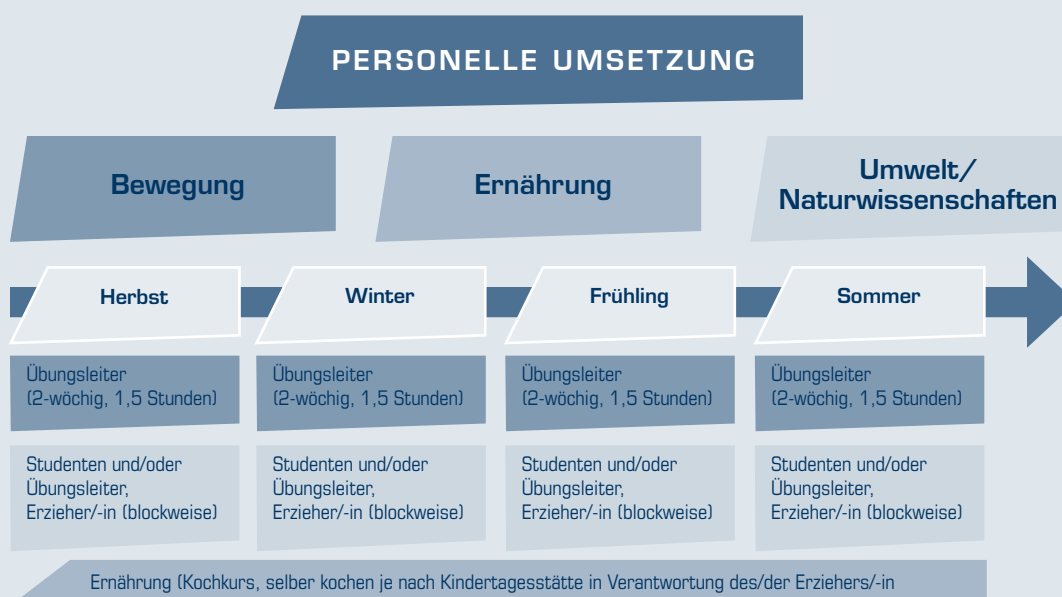 PERSONELLE UMSETZUNG
Bewegung
Ernährung
Umwelt/
Naturwissenschaften
Herbst
Winter
Frühling
Sommer
Übungsleiter
(2-wöchig, 1,5 Stunden)
Übungsleiter
(2-wöchig, 1,5 Stunden)
Übungsleiter
(2-wöchig, 1,5 Stunden)
Übungsleiter
(2-wöchig, 1,5 Stunden)
Studenten und/oder
Übungsleiter,
Erzieher/-in (blockweise)
Studenten und/oder
Übungsleiter,
Erzieher/-in (blockweise)
Studenten und/oder
Übungsleiter,
Erzieher/-in (blockweise)
Studenten und/oder
Übungsleiter,
Erzieher/-in (blockweise)
Ernährung (Kochkurs, selber kochen je nach Kindertagesstätte in Verantwortung des/der Erziehers/-in